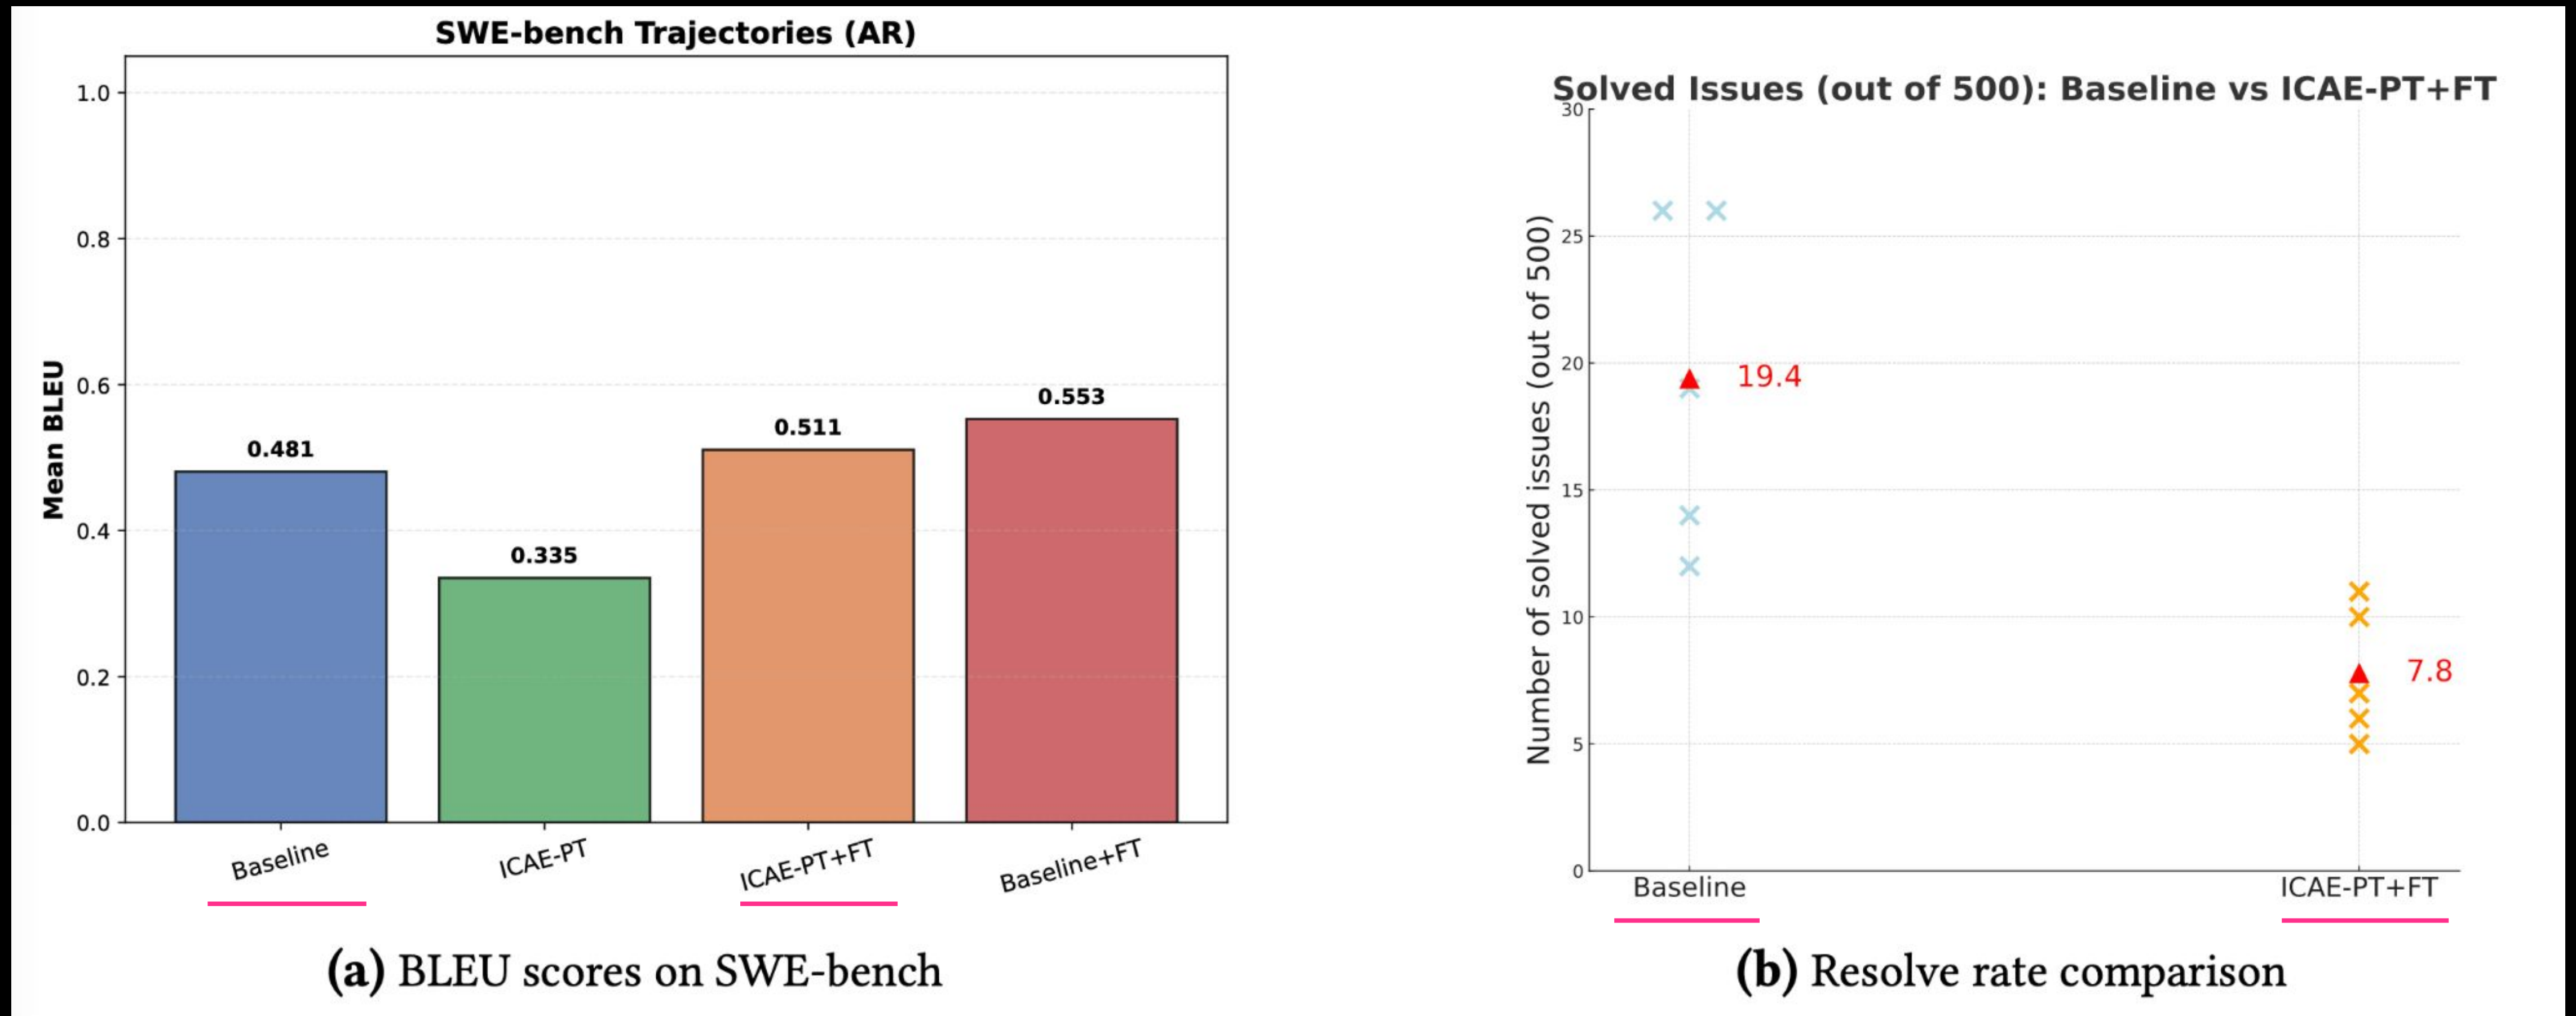 SWE-bench Trajectories (AR)
Mean BLEU
1.0
0.8
0.6
0.4
0.2
0.0
0.481
0.335
0.511
0.553
Baseline
ICAE-PT
ICAE-PT+FT
Baseline+FT
(a) BLEU scores on SWE-bench
Solved Issues (out of 500): Baseline vs ICAE-PT+FT
Number of solved issues (out of 500)
30
25
20
15
10
5
0
19.4
7.8
Baseline
ICAE-PT+FT
(b) Resolve rate comparison